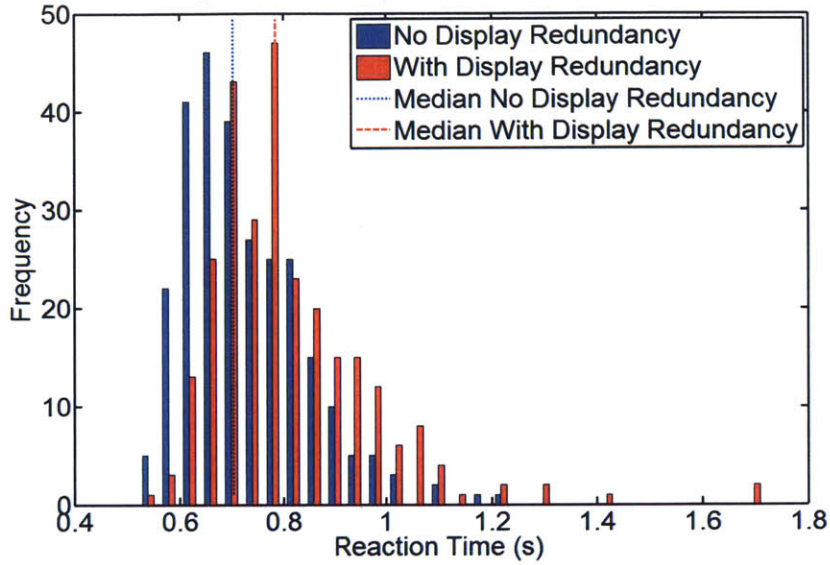 50
40
30
20
10
0
Frequency
No Display Redundancy
With Display Redundancy
Median No Display Redundancy
Median With Display Redundancy
0.4 0.6 0.8 1 1.2 1.4 1.6 1.8
Reaction Time (s)